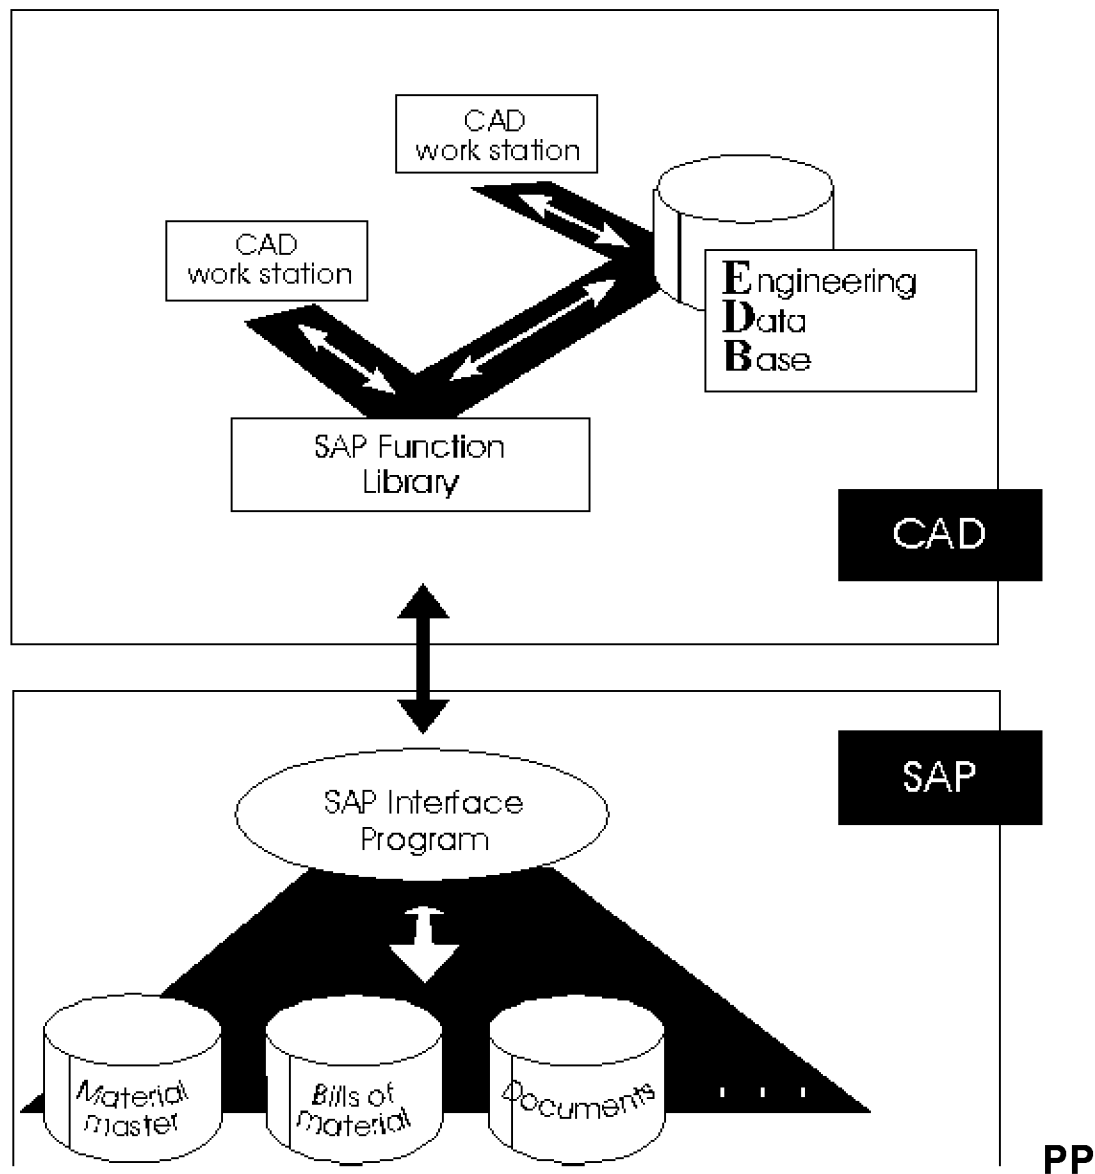 CAD
work station
CAD
work station
Engineering
Data
Base
SAP Function
Library
CAD
SAP
SAP Interface
Program
Material
master
Bills of
material
Documents
PP